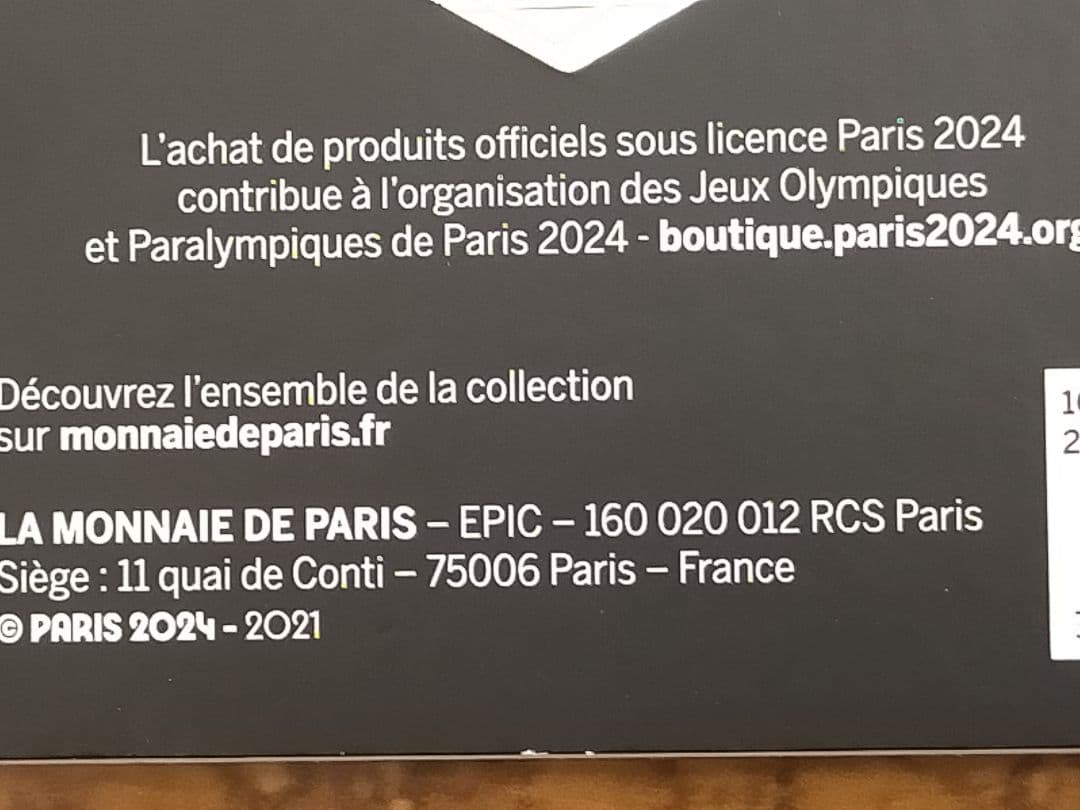 L'achat de produits officiels sous licence Paris 2024
contribue à l'organisation des Jeux Olympiques
et Paralympiques de Paris 2024 - boutique.paris2024.org
Découvrez l'ensemble de la collection
sur monnaiedeparis.fr
LA MONNAIE DE PARIS – EPIC – 160 020 012 RCS Paris
Siège : 11 quai de Conti – 75006 Paris – France
© PARIS 2024 - 2021